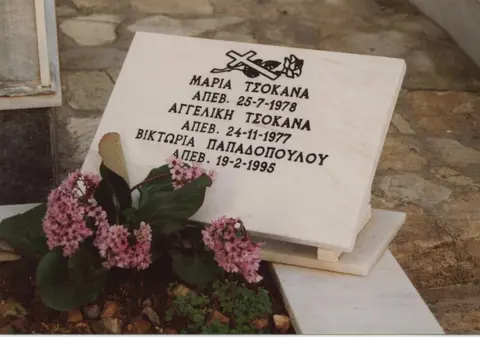 ΜΑΡΙΑ ΤΣΟΚΑΝΑ
ΑΠΕΒ. 25-7-1978
ΑΓΓΕΛΙΚΗ ΤΣΟΚΑΝΑ
ΑΠΕΒ. 24-11-1977
ΒΙΚΤΩΡΙΑ ΠΑΠΑΔΟΠΟΥΛΟΥ
ΑΠΕΒ. 19-2-1995